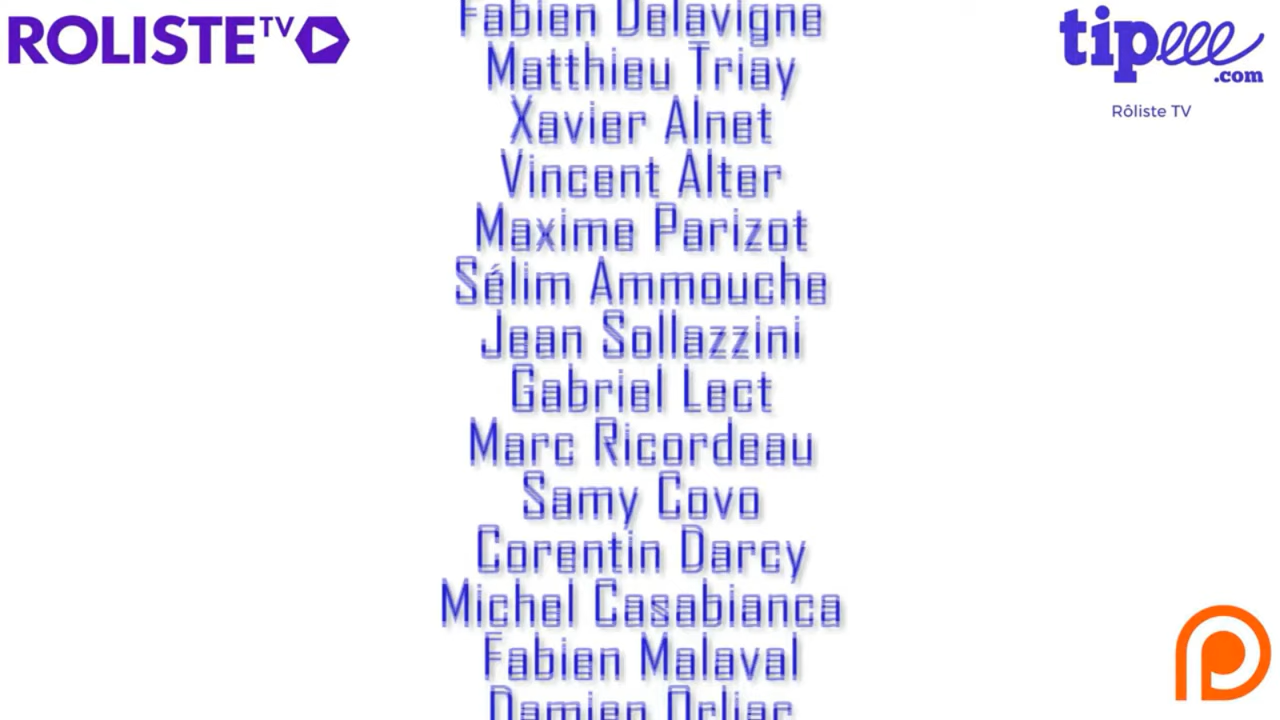 ROLISTE TV
tipeee
.com
Rôliste TV
Fabien Delavigne
Matthieu Triay
Xavier Alnet
Vincent Alter
Maxime Parizot
Sélim Ammouche
Jean Sollazzini
Gabriel Lect
Marc Ricordeau
Samy Covo
Corentin Darcy
Michel Casabianca
Fabien Malaval
Damien